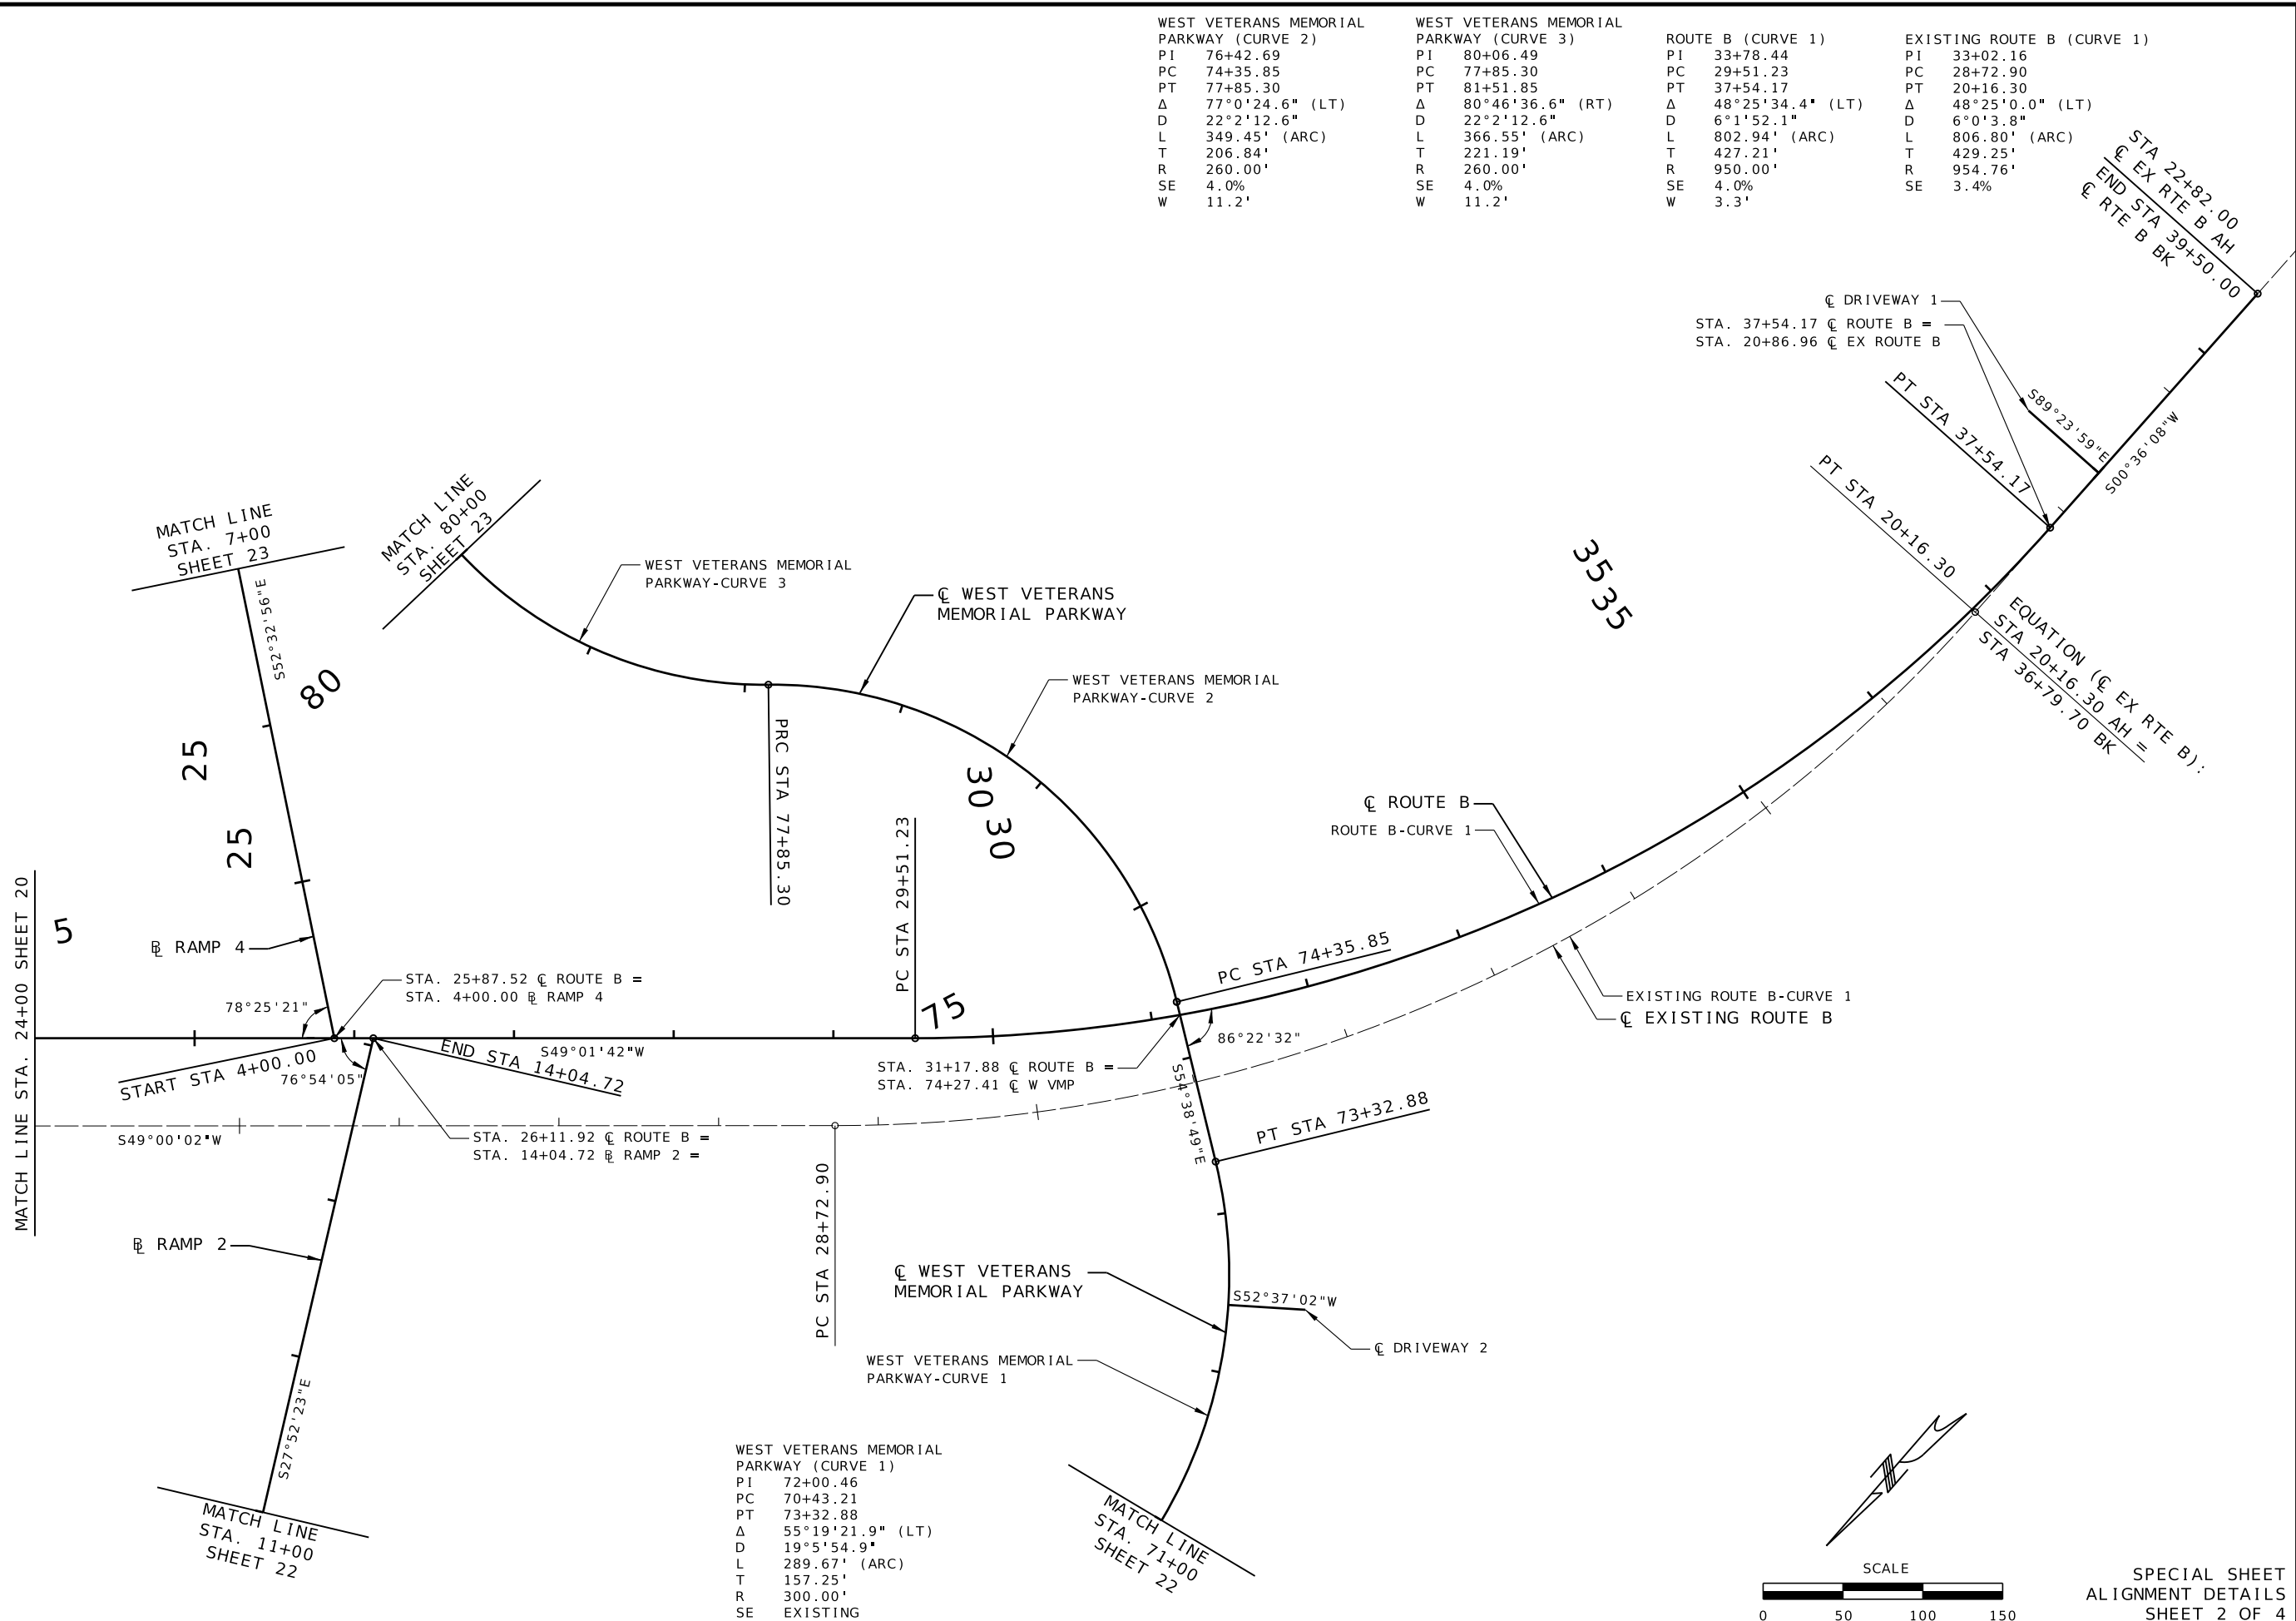 WEST VETERANS MEMORIAL
PARKWAY (CURVE 2)
PI 76+42.69
PC 74+35.85
PT 77+85.30
Δ 77°0'24.6" (LT)
D 22°2'12.6"
L 349.45' (ARC)
T 206.84'
R 260.00'
SE 4.0%
W 11.2'
WEST VETERANS MEMORIAL
PARKWAY (CURVE 3)
PI 80+06.49
PC 77+85.30
PT 81+51.85
Δ 80°46'36.6" (RT)
D 22°2'12.6"
L 366.55' (ARC)
T 221.19'
R 260.00'
SE 4.0%
W 11.2'
ROUTE B (CURVE 1)
PI 33+78.44
PC 29+51.23
PT 37+54.17
Δ 48°25'34.4" (LT)
D 6°1'52.1"
L 802.94' (ARC)
T 427.21'
R 950.00'
SE 4.0%
W 3.3'
EXISTING ROUTE B (CURVE 1)
PI 33+02.16
PC 28+72.90
PT 20+16.30
Δ 48°25'0.0" (LT)
D 6°0'3.8"
L 806.80' (ARC)
T 429.25'
R 954.76'
SE 3.4%
STA 22+82.00
℄ EX RTE B AH
END STA 39+50.00
℄ RTE B BK
℄ DRIVEWAY 1
STA. 37+54.17 ℄ ROUTE B =
STA. 20+86.96 ℄ EX ROUTE B
S89°23'59"E
S00°36'08"W
PT STA 37+54.17
PT STA 20+16.30
EQUATION (℄ EX RTE B):
STA 20+16.30 AH =
STA 36+79.70 BK
3535
MATCH LINE
STA. 7+00
SHEET 23
S52°32'56"E
MATCH LINE
STA. 80+00
SHEET 23
WEST VETERANS MEMORIAL
PARKWAY-CURVE 3
℄ WEST VETERANS
MEMORIAL PARKWAY
WEST VETERANS MEMORIAL
PARKWAY-CURVE 2
80
25
25
5
PRC STA 77+85.30
30
30
PC STA 29+51.23
75
℄ ROUTE B
ROUTE B-CURVE 1
PC STA 74+35.85
EXISTING ROUTE B-CURVE 1
℄ EXISTING ROUTE B
MATCH LINE STA. 24+00 SHEET 20
BL RAMP 4
STA. 25+87.52 ℄ ROUTE B =
STA. 4+00.00 BL RAMP 4
78°25'21"
START STA 4+00.00
76°54'05"
END STA 14+04.72
S49°01'42"W
STA. 31+17.88 ℄ ROUTE B =
STA. 74+27.41 ℄ W VMP
86°22'32"
S54°38'49"E
PT STA 73+32.88
S49°00'02"W
STA. 26+11.92 ℄ ROUTE B =
STA. 14+04.72 BL RAMP 2 =
PC STA 28+72.90
BL RAMP 2
℄ WEST VETERANS
MEMORIAL PARKWAY
S52°37'02"W
℄ DRIVEWAY 2
WEST VETERANS MEMORIAL
PARKWAY-CURVE 1
S27°52'23"E
MATCH LINE
STA. 11+00
SHEET 22
WEST VETERANS MEMORIAL
PARKWAY (CURVE 1)
PI 72+00.46
PC 70+43.21
PT 73+32.88
Δ 55°19'21.9" (LT)
D 19°5'54.9"
L 289.67' (ARC)
T 157.25'
R 300.00'
SE EXISTING
MATCH LINE
STA. 71+00
SHEET 22
SCALE
0 50 100 150
SPECIAL SHEET
ALIGNMENT DETAILS
SHEET 2 OF 4